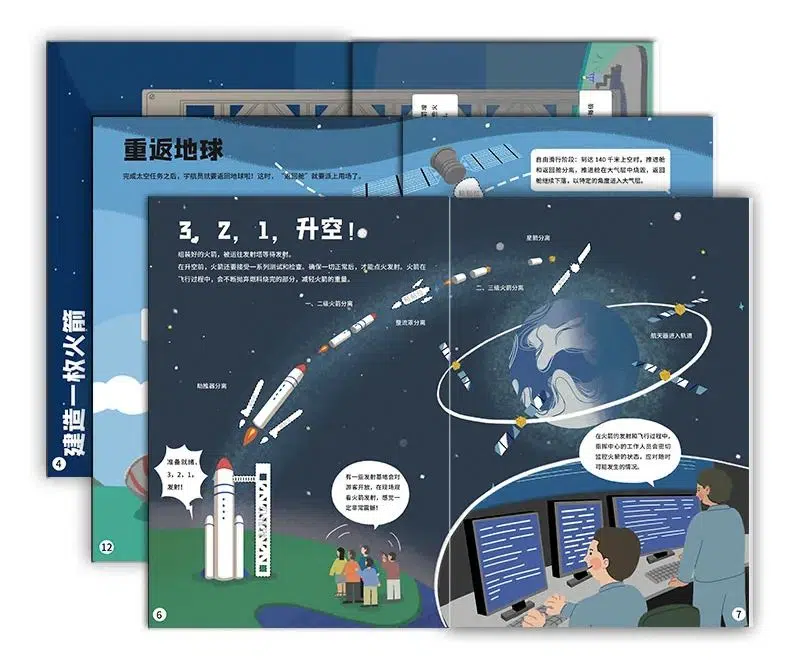 建造一枚火箭
4
重返地球
完成太空任务之后，宇航员就要返回地球啦！这时，“返回舱”就要派上用场了。
自由滑行阶段：到达 140 千米上空时，推进舱
和返回舱分离，推进舱在大气层中烧毁，返回
舱继续下落，以特定的角度进入大气层。
12
3，2，1，升空！
组装好的火箭，被运往发射塔等待发射。
在升空前，火箭还要接受一系列测试和检查。确保一切正常后，才能点火发射。火箭在
飞行过程中，会不断抛弃燃料烧完的部分，减轻火箭的重量。
星箭分离
二、三级火箭分离
一、二级火箭分离
整流罩分离
航天器进入轨道
助推器分离
准备就绪，
3，2，1，
发射！
有一些发射基地会对
游客开放，在现场观
看火箭发射，感觉一
定非常震撼！
在火箭的发射和飞行过程中，
指挥中心的工作人员会密切
监控火箭的状态，应对随时
可能发生的情况。
6
7